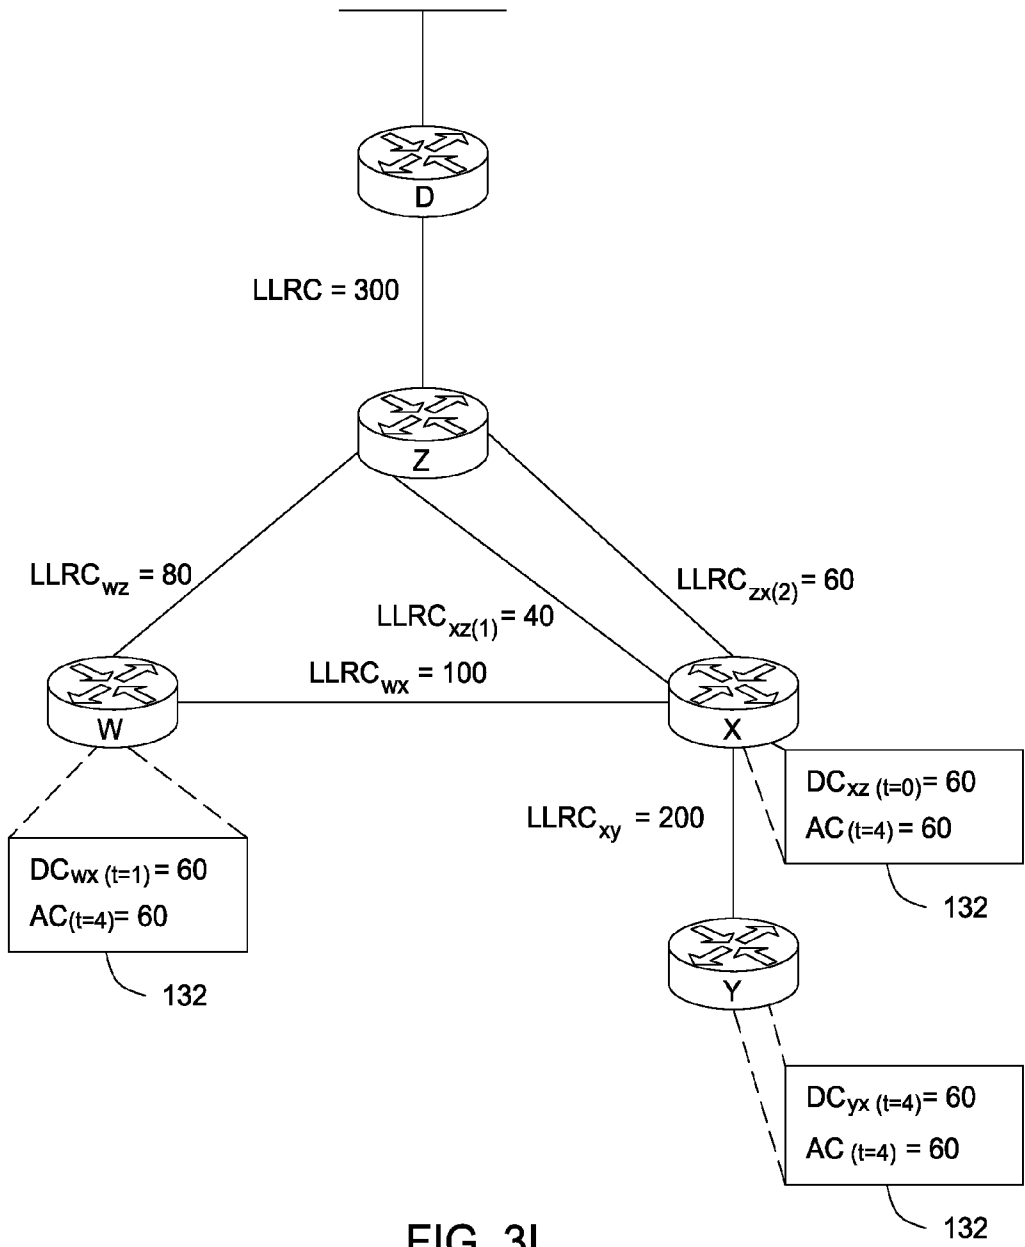 D
LLRC = 300
Z
LLRCwz = 80
LLRCzx(2) = 60
LLRCxz(1) = 40
LLRCwx = 100
W
X
DCxz (t=0) = 60
AC(t=4) = 60
132
LLRCxy = 200
DCwx (t=1) = 60
AC(t=4) = 60
132
Y
DCyx (t=4) = 60
AC (t=4) = 60
132